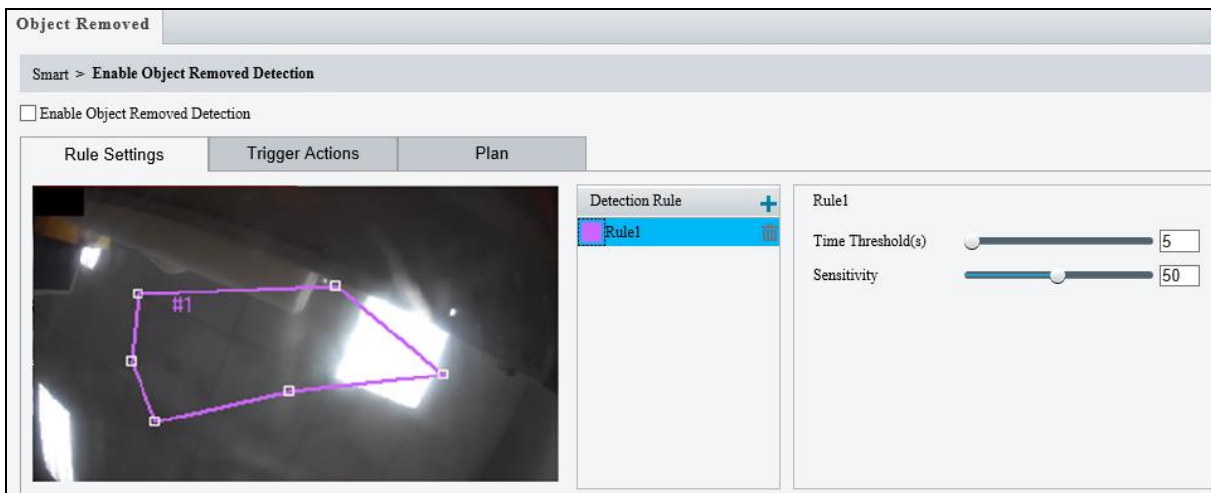 Object Removed
Smart > Enable Object Removed Detection
Enable Object Removed Detection
Rule Settings Trigger Actions Plan
#1
Detection Rule +
Rule1
Rule1
Time Threshold(s) 5
Sensitivity 50